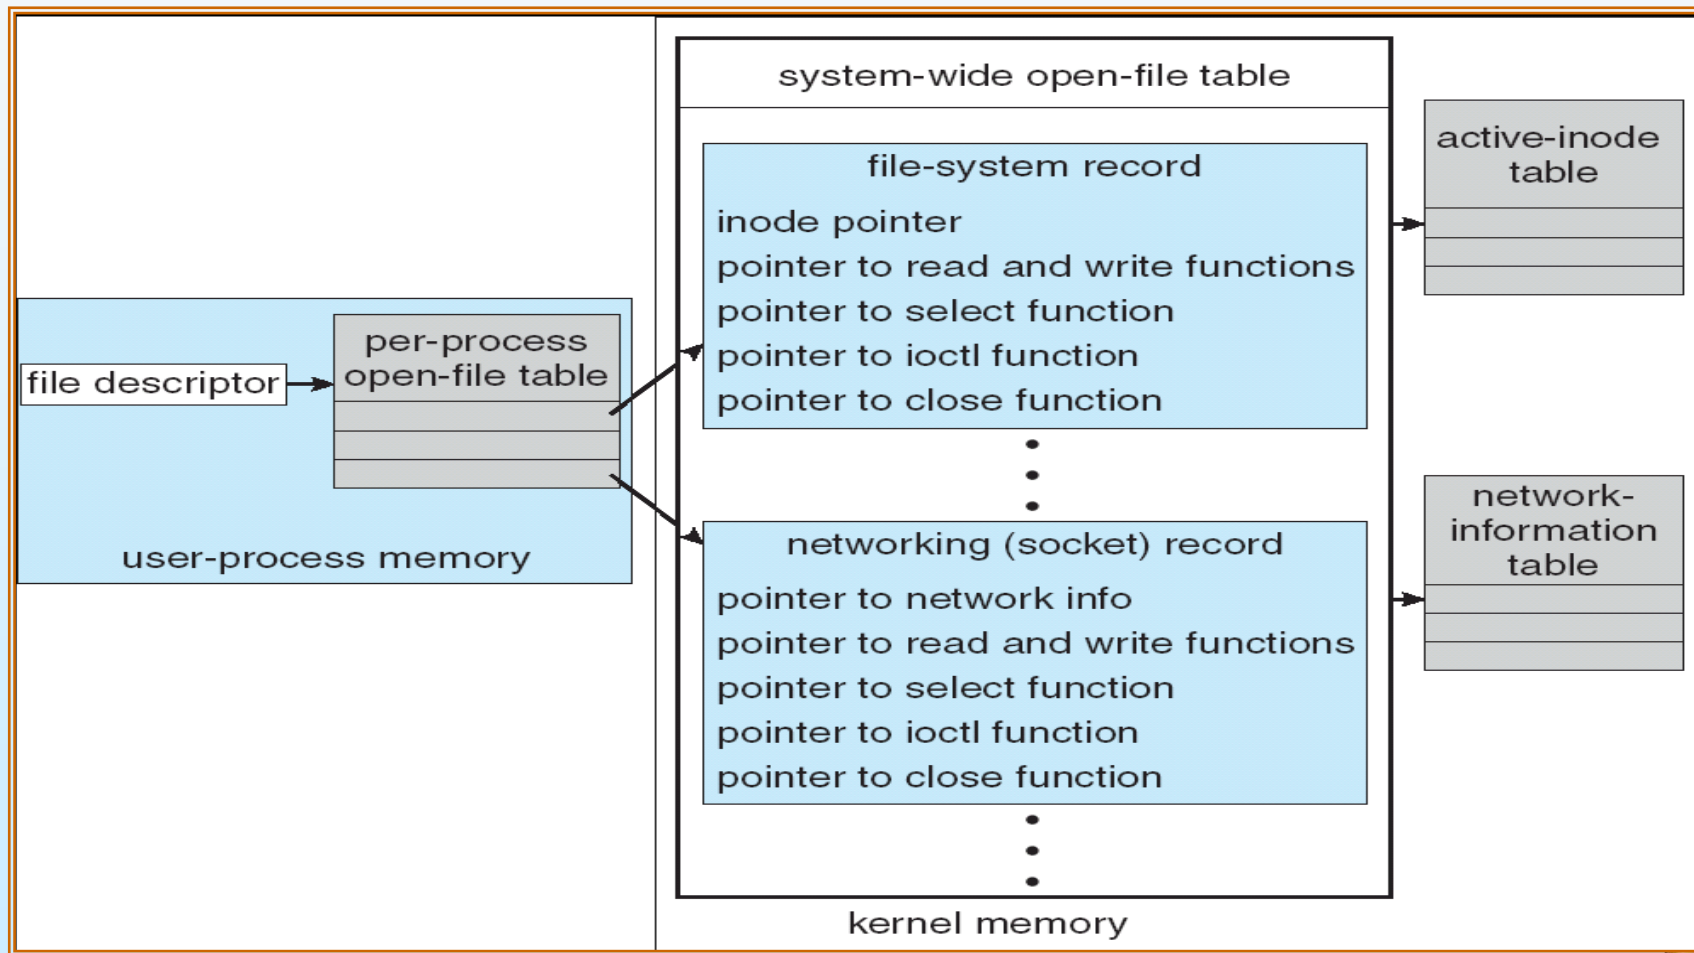 file descriptor
per-process
open-file table
user-process memory
system-wide open-file table
file-system record
inode pointer
pointer to read and write functions
pointer to select function
pointer to ioctl function
pointer to close function
networking (socket) record
pointer to network info
pointer to read and write functions
pointer to select function
pointer to ioctl function
pointer to close function
kernel memory
active-inode
table
network-
information
table